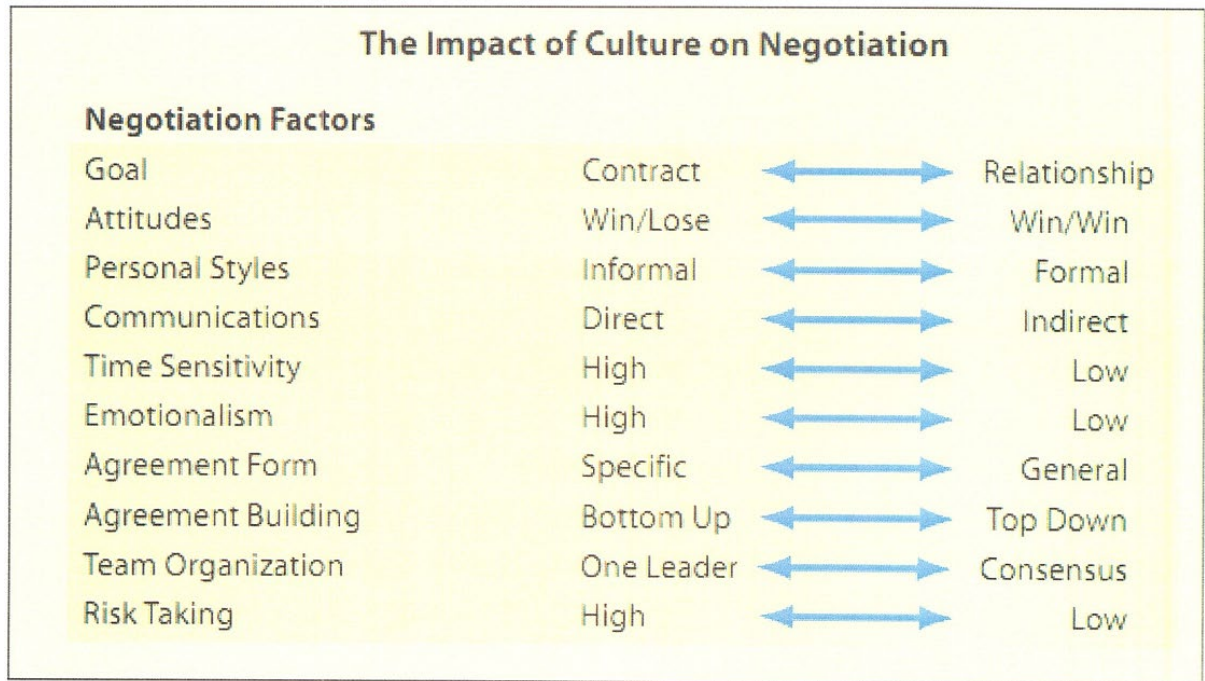 The Impact of Culture on Negotiation
Negotiation Factors
Goal Contract Relationship
Attitudes Win/Lose Win/Win
Personal Styles Informal Formal
Communications Direct Indirect
Time Sensitivity High Low
Emotionalism High Low
Agreement Form Specific General
Agreement Building Bottom Up Top Down
Team Organization One Leader Consensus
Risk Taking High Low